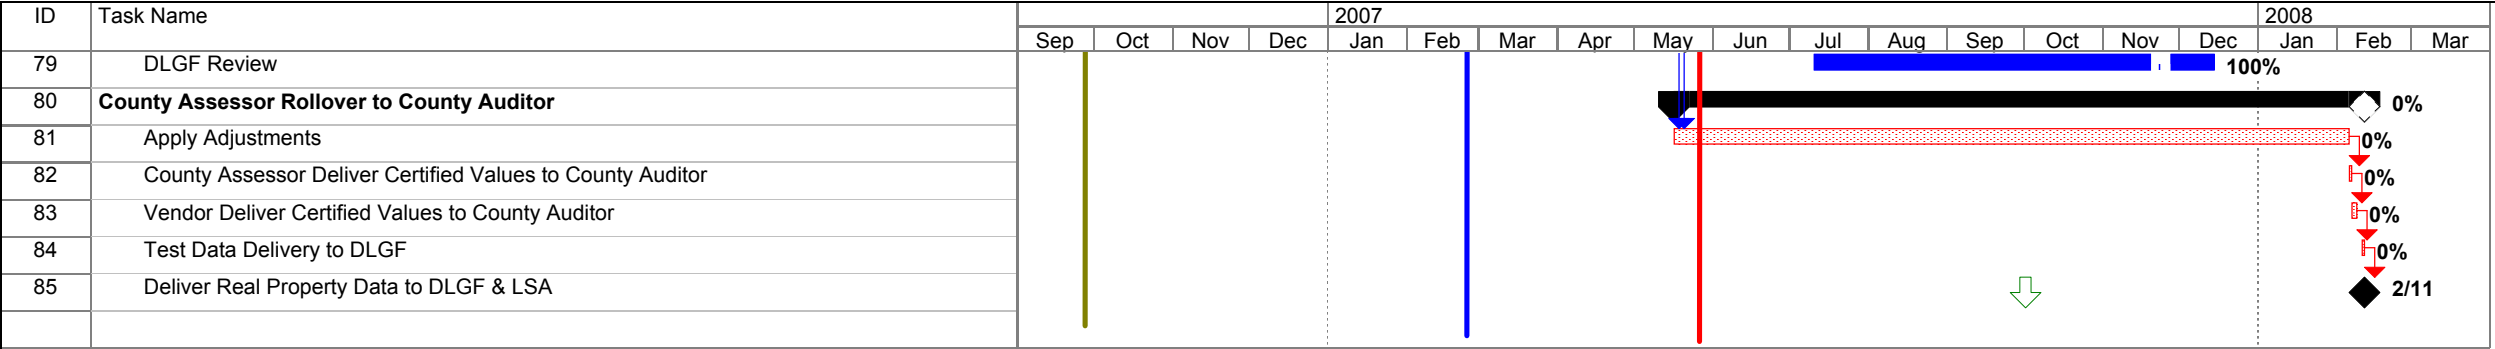 ID Task Name 2007 2008
Sep Oct Nov Dec Jan Feb Mar Apr May Jun Jul Aug Sep Oct Nov Dec Jan Feb Mar
79 DLGF Review 100%
80 County Assessor Rollover to County Auditor 0%
81 Apply Adjustments 0%
82 County Assessor Deliver Certified Values to County Auditor 0%
83 Vendor Deliver Certified Values to County Auditor 0%
84 Test Data Delivery to DLGF 0%
85 Deliver Real Property Data to DLGF & LSA 2/11